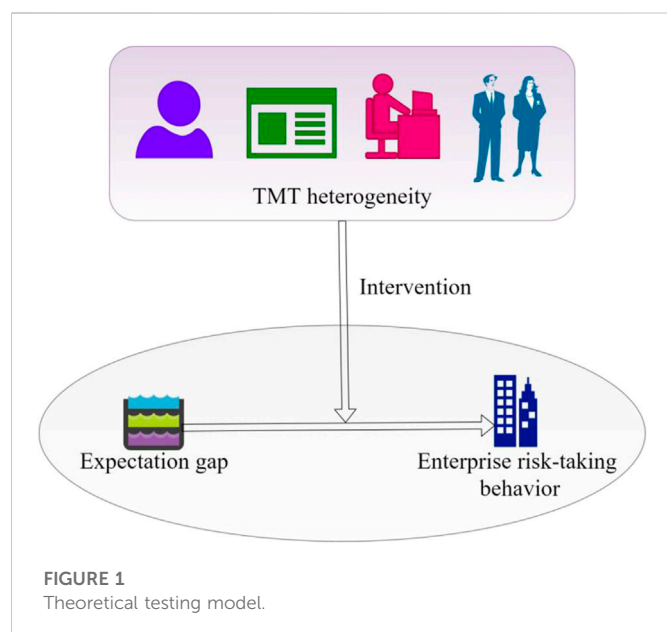 TMT heterogeneity
Intervention
Expectation gap
Enterprise risk-taking
behavior
FIGURE 1
Theoretical testing model.